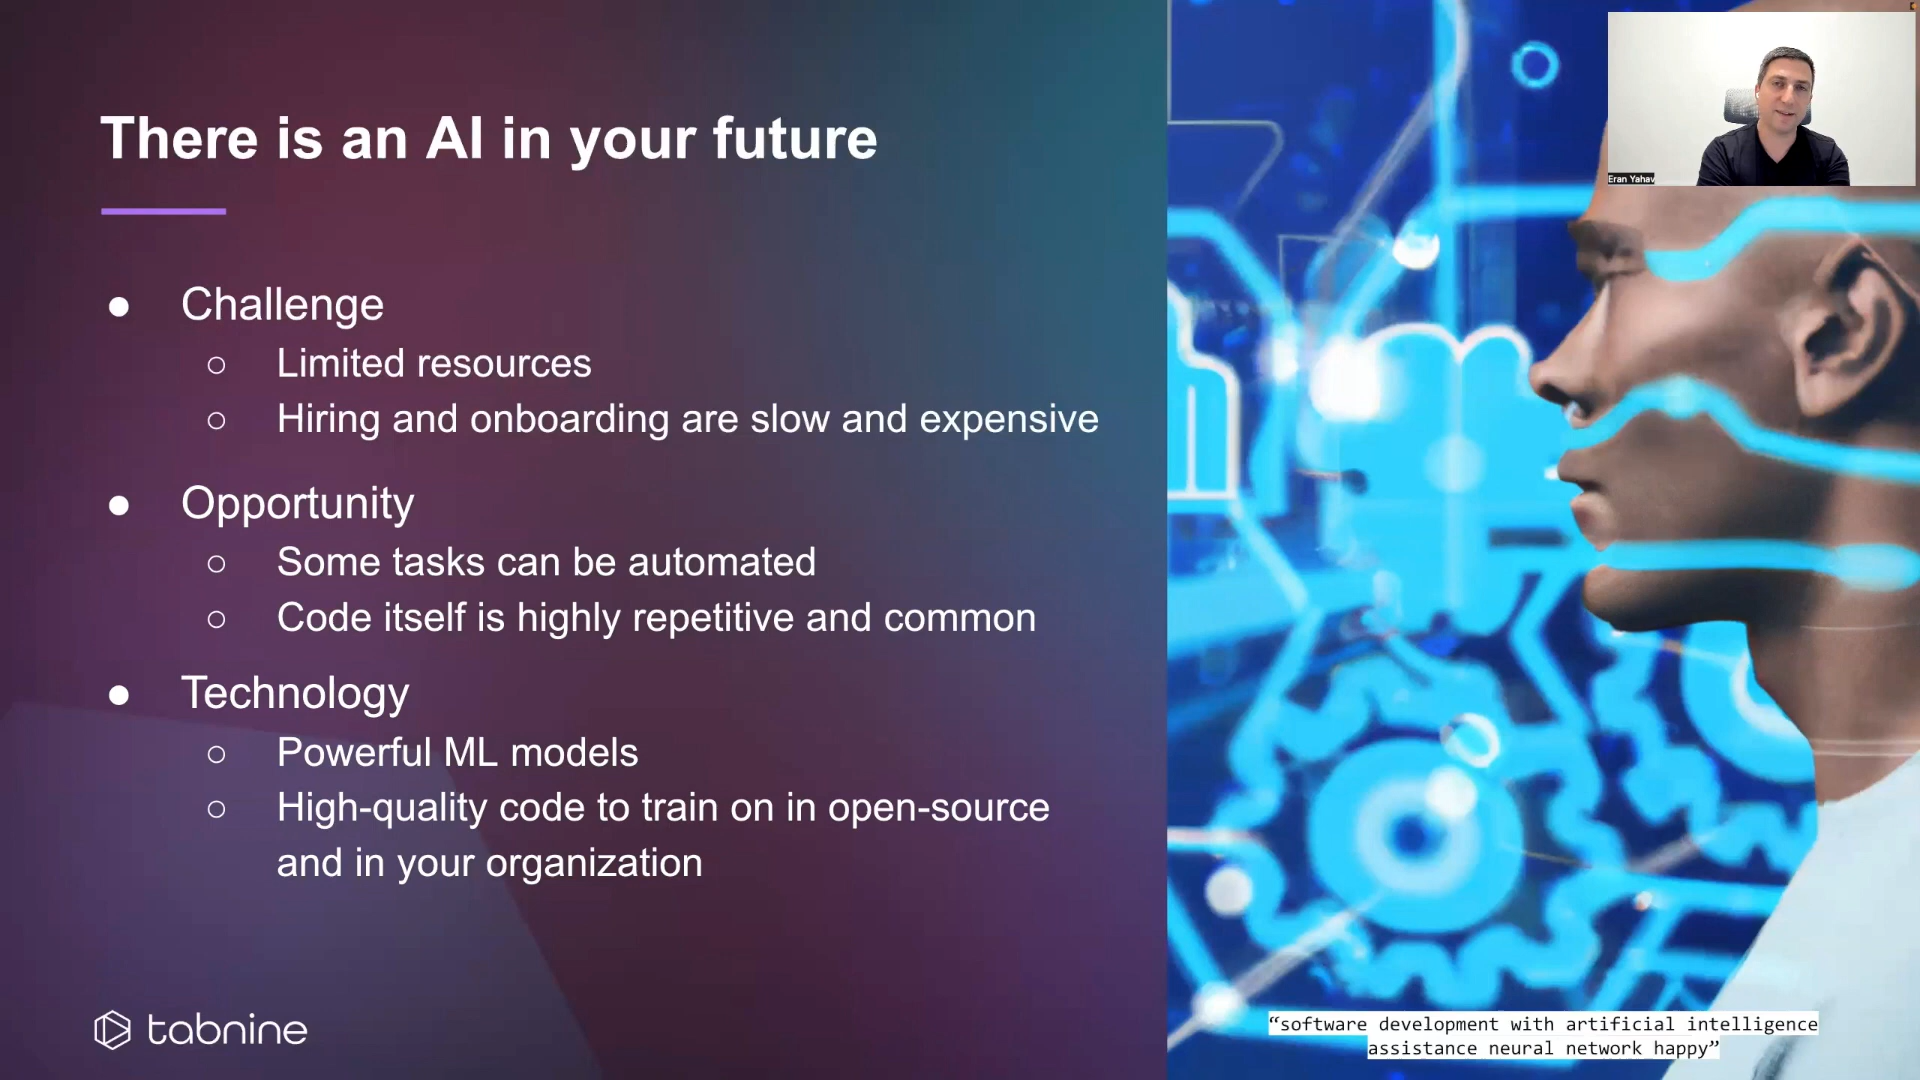 There is an AI in your future
● Challenge
○ Limited resources
○ Hiring and onboarding are slow and expensive
● Opportunity
○ Some tasks can be automated
○ Code itself is highly repetitive and common
● Technology
○ Powerful ML models
○ High-quality code to train on in open-source
and in your organization
tabnine
Eran Yahav
“software development with artificial intelligence
assistance neural network happy”